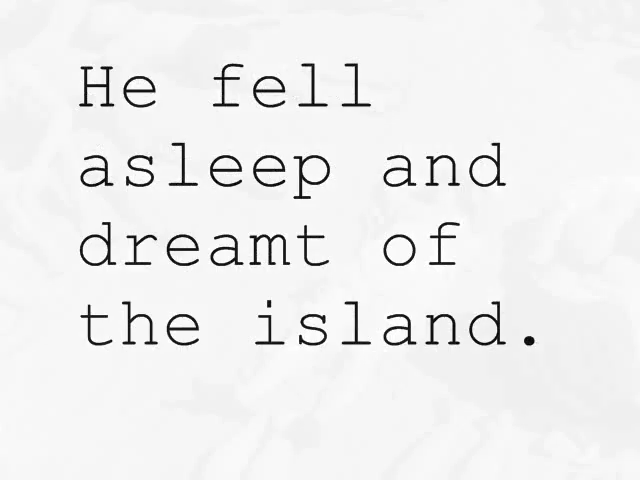 He fell
asleep and
dreamt of
the island.